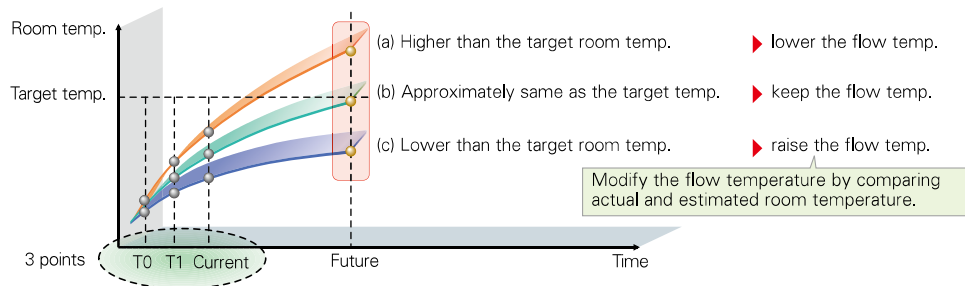 Room temp.
(a) Higher than the target room temp.
lower the flow temp.
Target temp.
(b) Approximately same as the target temp.
keep the flow temp.
(c) Lower than the target room temp.
raise the flow temp.
Modify the flow temperature by comparing
actual and estimated room temperature.
3 points
T0 T1 Current
Future
Time